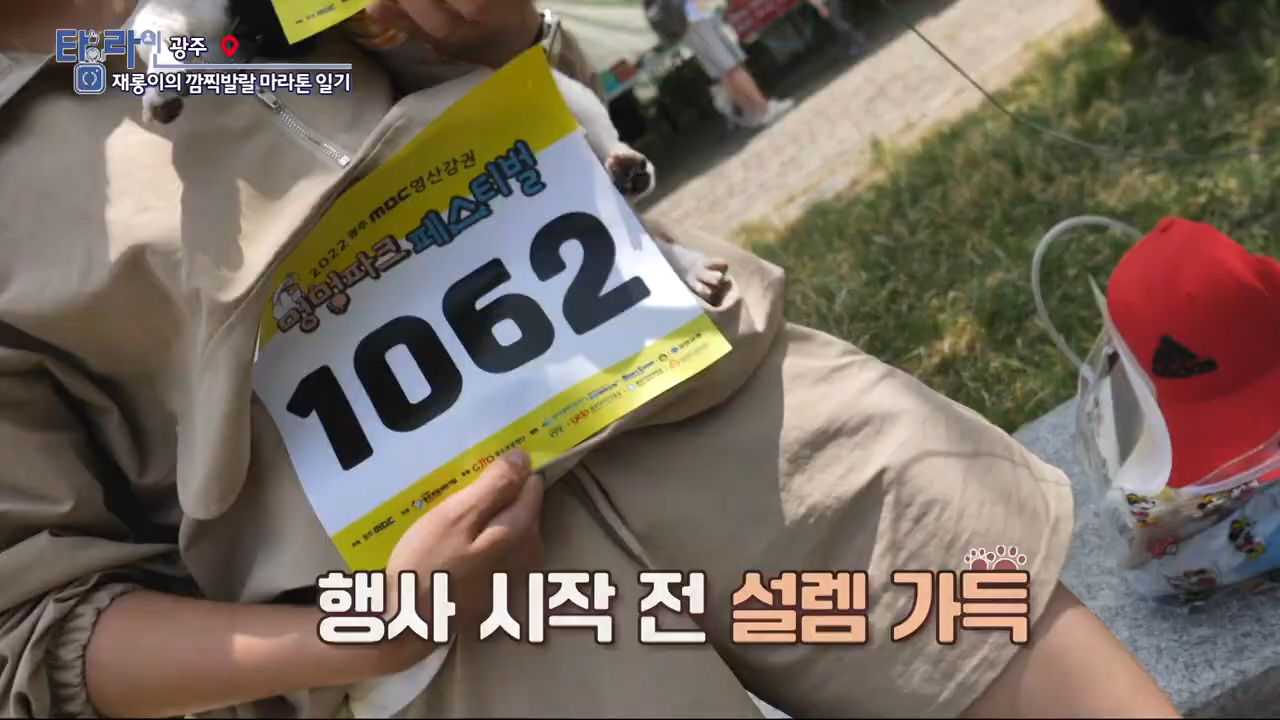 타라의 광주
재롱이의 깜찍발랄 마라톤 일기
2022 광주 MBC 영산강권
멍멍파크 페스티벌
1062
MBC
행사 시작 전 설렘 가득